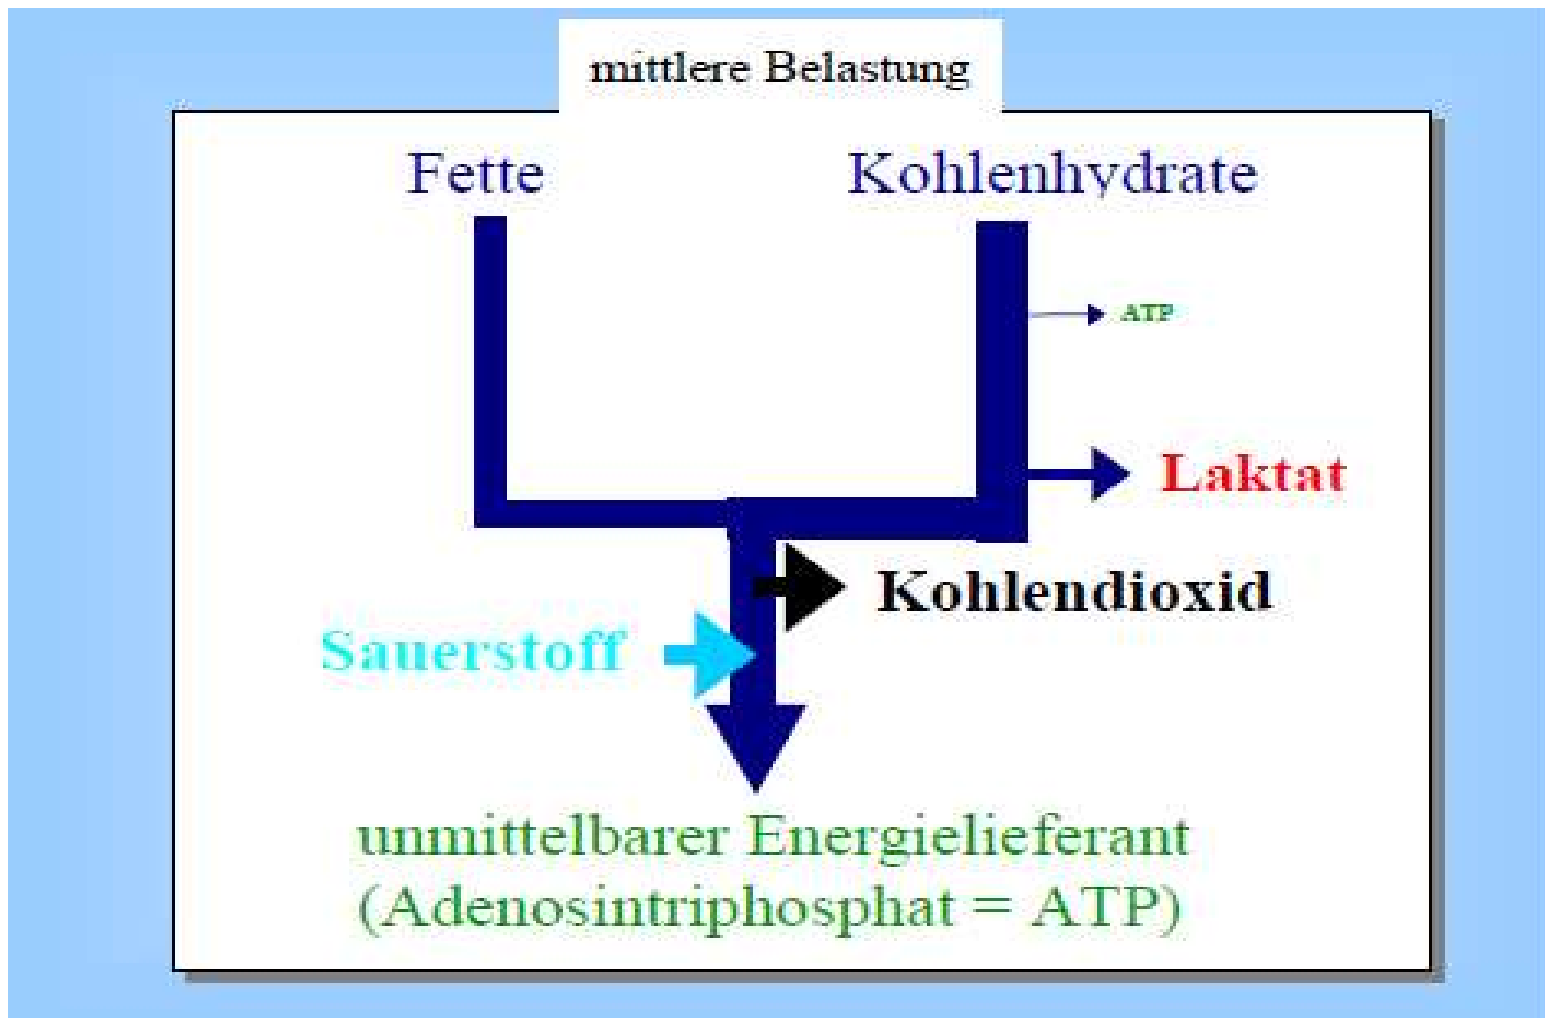 mittlere Belastung
Fette
Kohlenhydrate
ATP
Laktat
Kohlendioxid
Sauerstoff
unmittelbarer Energielieferant
(Adenosintriphosphat = ATP)